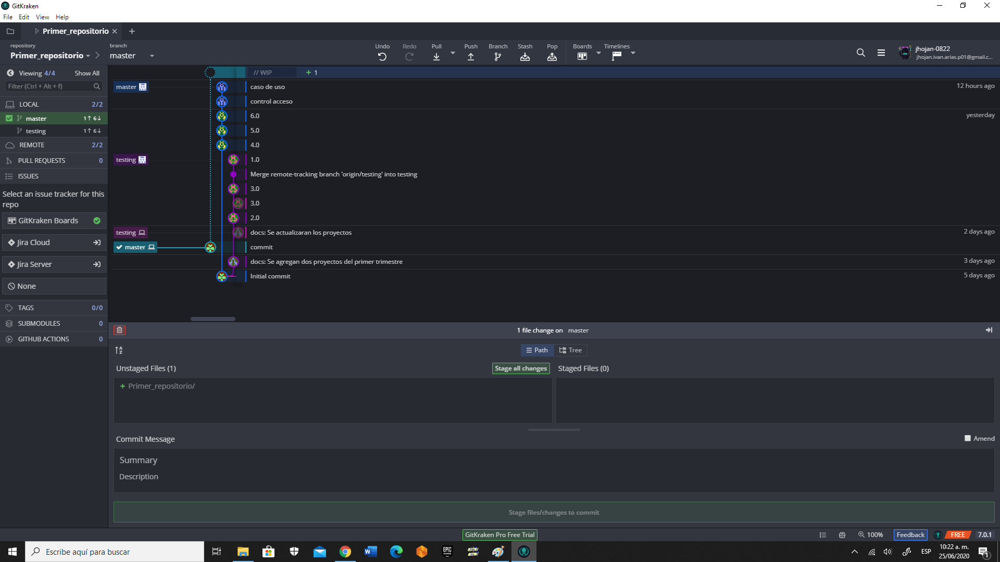 GitKraken
File Edit View Help
Primer_repositorio
repository
Primer_repositorio
branch
master
Undo
Redo
Pull
Push
Branch
Stash
Pop
Boards
Timelines
jhojan-0822
jhojan.ivan.arias.p01@gmail.c...
Viewing 4/4 Show All
Filter (Ctrl + Alt + f)
LOCAL 2/2
master 1↑ 6↓
testing 1↑ 6↓
REMOTE 2/2
PULL REQUESTS 0
ISSUES
Select an issue tracker for this
repo
GitKraken Boards
Jira Cloud
Jira Server
None
TAGS 0/0
SUBMODULES 0
GITHUB ACTIONS 0
// WIP + 1
master caso de uso 12 hours ago
control acceso
6.0 yesterday
5.0
4.0
testing 1.0
Merge remote-tracking branch 'origin/testing' into testing
3.0
3.0
2.0
testing docs: Se actualizaran los proyectos 2 days ago
master commit
docs: Se agregan dos proyectos del primer trimestre 3 days ago
Initial commit 5 days ago
1 file change on master
Path Tree
Unstaged Files (1) Stage all changes
Staged Files (0)
+ Primer_repositorio/
Commit Message Amend
Summary
Description
Stage files/changes to commit
GitKraken Pro Free Trial 100% Feedback FREE 7.0.1
Escribe aquí para buscar
EPIC
GAMES
ESP
10:22 a. m.
25/06/2020
1